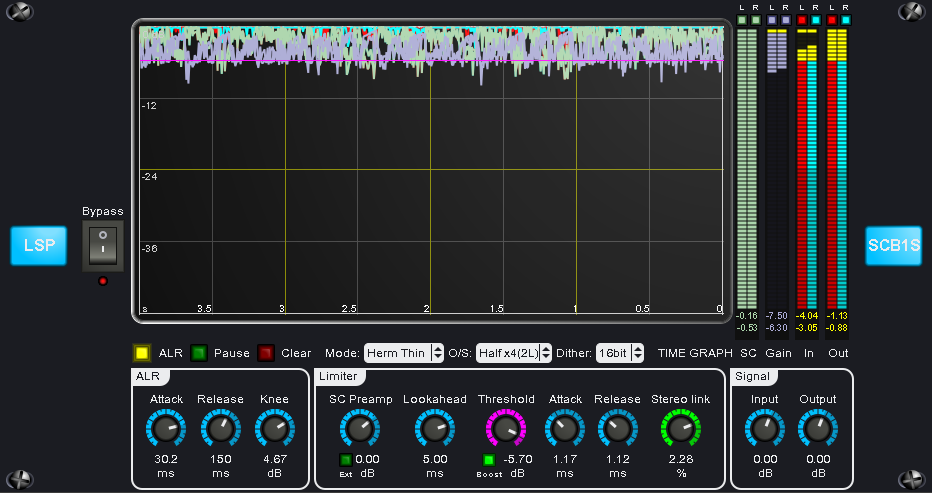 L R L R L R L R
-12
-24
-36
s 3.5 3 2.5 2 1.5 1 0.5 0
Bypass
LSP
SCB1S
-0.16 -7.50 -4.04 -1.13
-0.53 -6.30 -3.05 -0.88
ALR Pause Clear Mode: Herm Thin O/S: Half x4(2L) Dither: 16bit TIME GRAPH SC Gain In Out
ALR
Attack Release Knee
30.2 150 4.67
ms ms dB
Limiter
SC Preamp Lookahead Threshold Attack Release Stereo link
0.00 5.00 -5.70 1.17 1.12 2.28
Ext dB ms Boost dB ms ms %
Signal
Input Output
0.00 0.00
dB dB